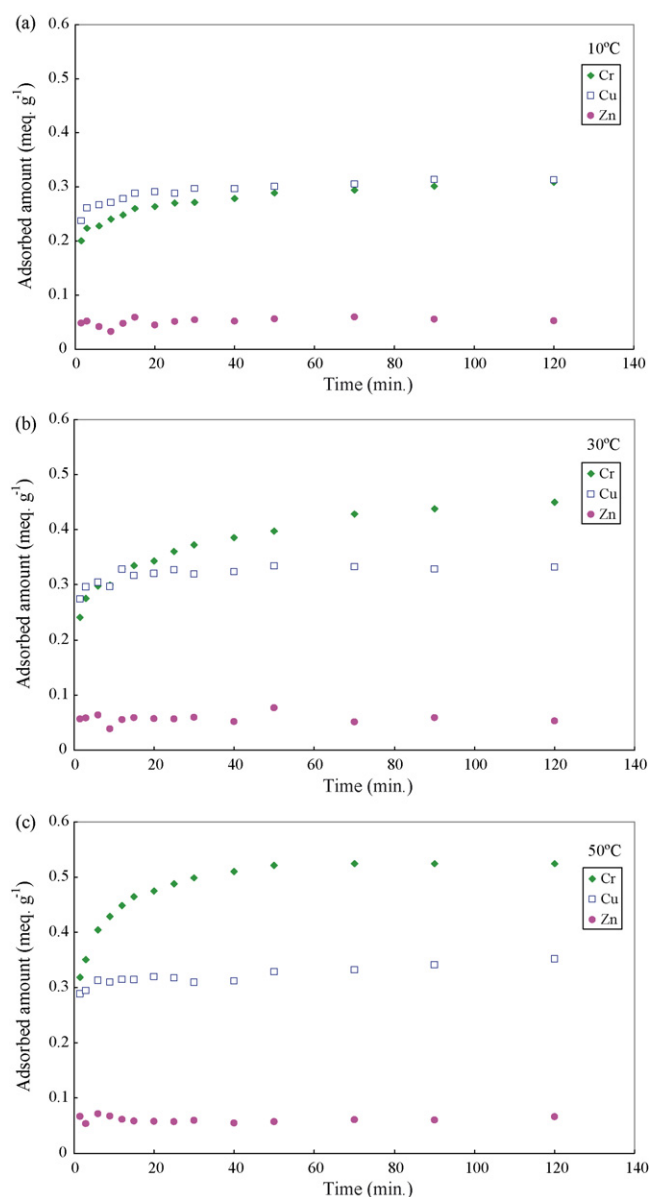 (a)
0.6
10ºC
Cr
Cu
Zn
0.5
0.4
0.3
0.2
0.1
0
Adsorbed amount (meq. g⁻¹)
0 20 40 60 80 100 120 140
Time (min.)
(b)
0.6
30ºC
Cr
Cu
Zn
0.5
0.4
0.3
0.2
0.1
0
Adsorbed amount (meq. g⁻¹)
0 20 40 60 80 100 120 140
Time (min.)
(c)
0.6
50ºC
Cr
Cu
Zn
0.5
0.4
0.3
0.2
0.1
0
Adsorbed amount (meq. g⁻¹)
0 20 40 60 80 100 120 140
Time (min.)